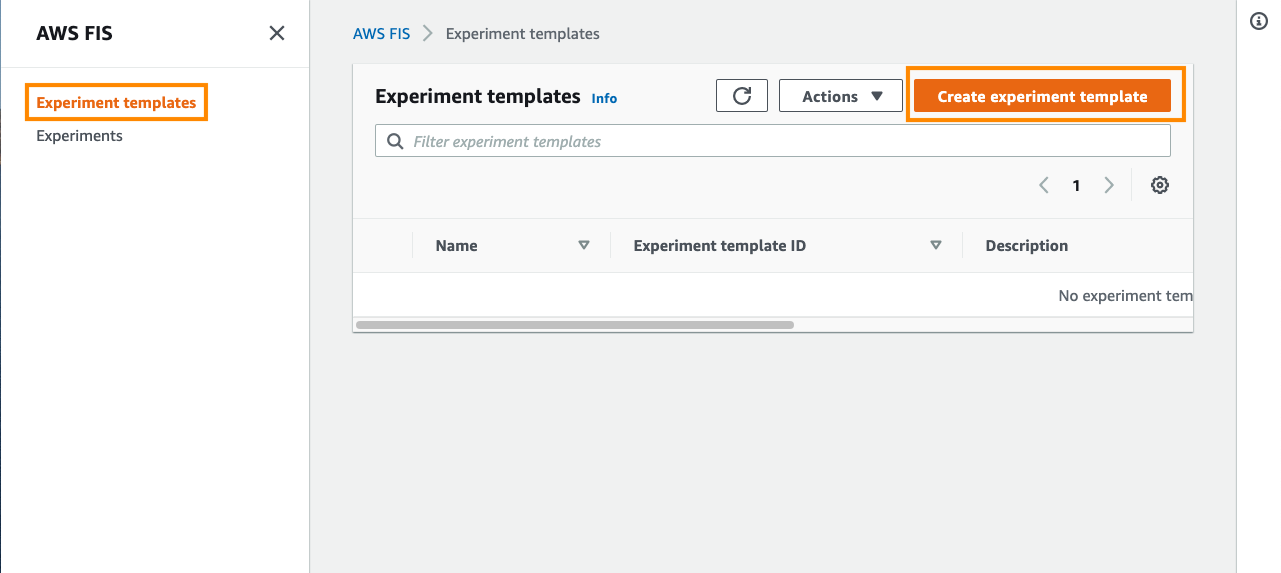 AWS FIS
Experiment templates
Experiments
AWS FIS > Experiment templates
Experiment templates Info
Actions
Create experiment template
Filter experiment templates
1
Name
Experiment template ID
Description
No experiment tem